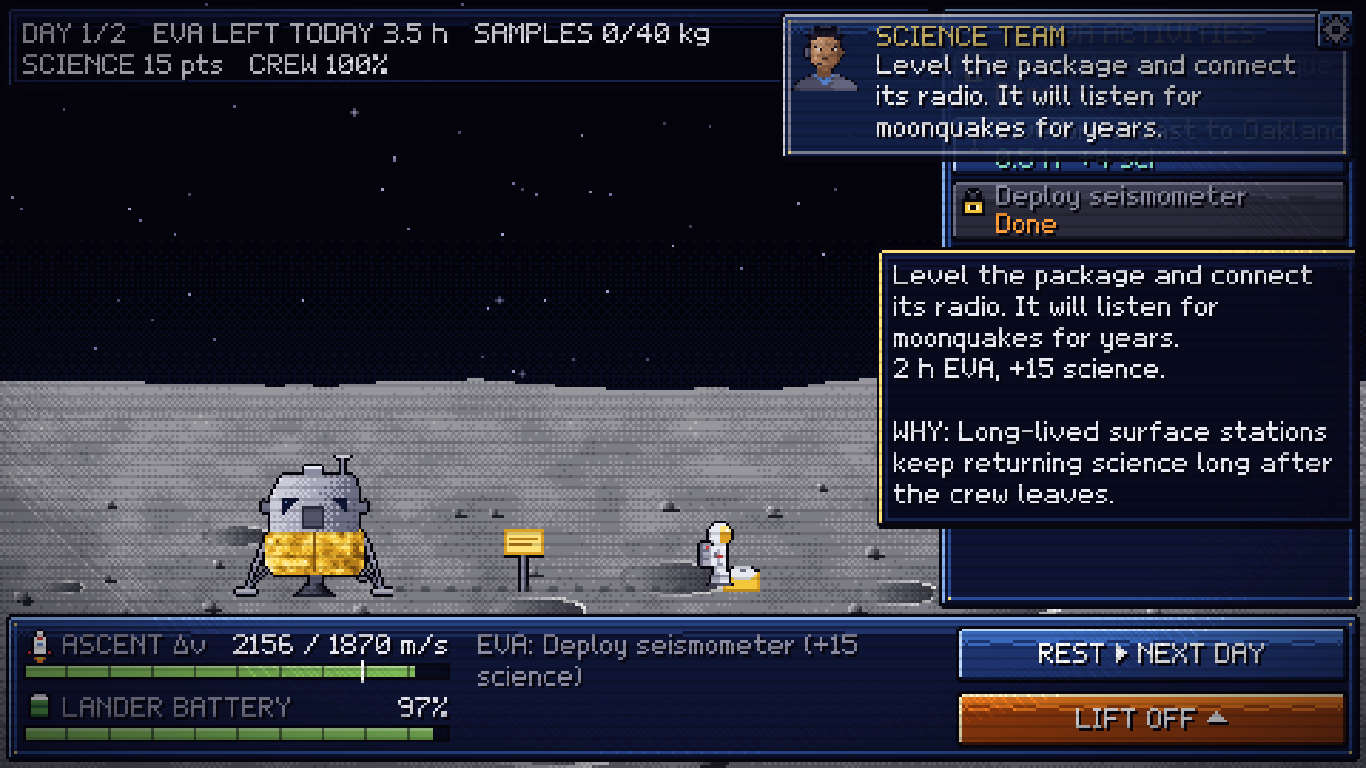 DAY 1/2 EVA LEFT TODAY 3.5 h SAMPLES 0/40 kg
SCIENCE 15 pts CREW 100%
SCIENCE TEAM
Level the package and connect
its radio. It will listen for
moonquakes for years.
0.5 h +4 sci
Deploy seismometer
Done
Level the package and connect
its radio. It will listen for
moonquakes for years.
2 h EVA, +15 science.
WHY: Long-lived surface stations
keep returning science long after
the crew leaves.
ASCENT Δv 2156 / 1870 m/s
LANDER BATTERY 97%
EVA: Deploy seismometer (+15
science)
REST ▸ NEXT DAY
LIFT OFF